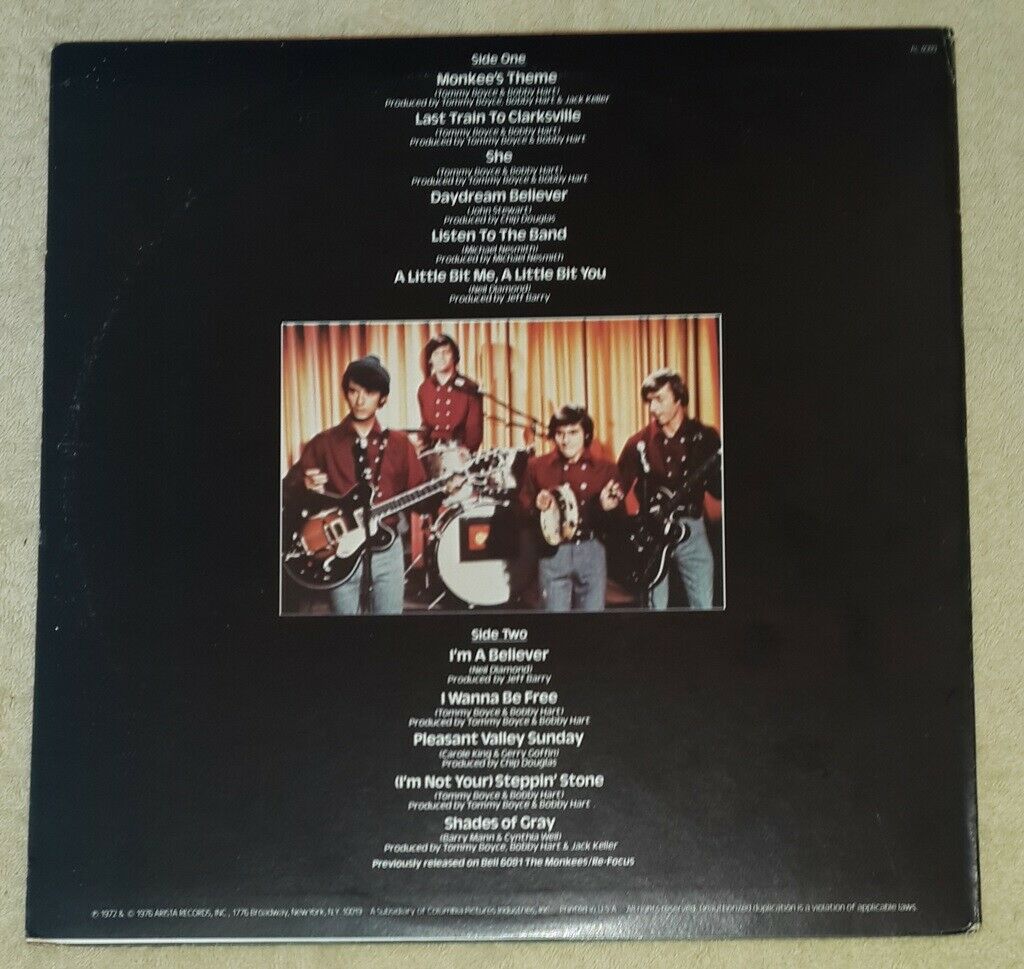 Side One
Monkee's Theme
(Tommy Boyce & Bobby Hart)
Produced by Tommy Boyce, Bobby Hart & Jack Keller
Last Train To Clarksville
(Tommy Boyce & Bobby Hart)
Produced by Tommy Boyce & Bobby Hart
She
(Tommy Boyce & Bobby Hart)
Produced by Tommy Boyce & Bobby Hart
Daydream Believer
(John Stewart)
Produced by Chip Douglas
Listen To The Band
(Michael Nesmith)
Produced by Michael Nesmith
A Little Bit Me, A Little Bit You
(Neil Diamond)
Produced by Jeff Barry
Side Two
I'm A Believer
(Neil Diamond)
Produced by Jeff Barry
I Wanna Be Free
(Tommy Boyce & Bobby Hart)
Produced by Tommy Boyce & Bobby Hart
Pleasant Valley Sunday
(Carole King & Gerry Goffin)
Produced by Chip Douglas
(I'm Not Your) Steppin' Stone
(Tommy Boyce & Bobby Hart)
Produced by Tommy Boyce & Bobby Hart
Shades of Gray
(Barry Mann & Cynthia Weil)
Produced by Tommy Boyce, Bobby Hart & Jack Keller
Previously released on Bell 6081 The Monkees/Re-Focus
℗ 1972 & © 1976 ARISTA RECORDS, INC., 1776 Broadway, New York, N.Y. 10019 A Subsidiary of Columbia Pictures Industries, Inc. Printed in U.S.A. All rights reserved. Unauthorized duplication is a violation of applicable laws.